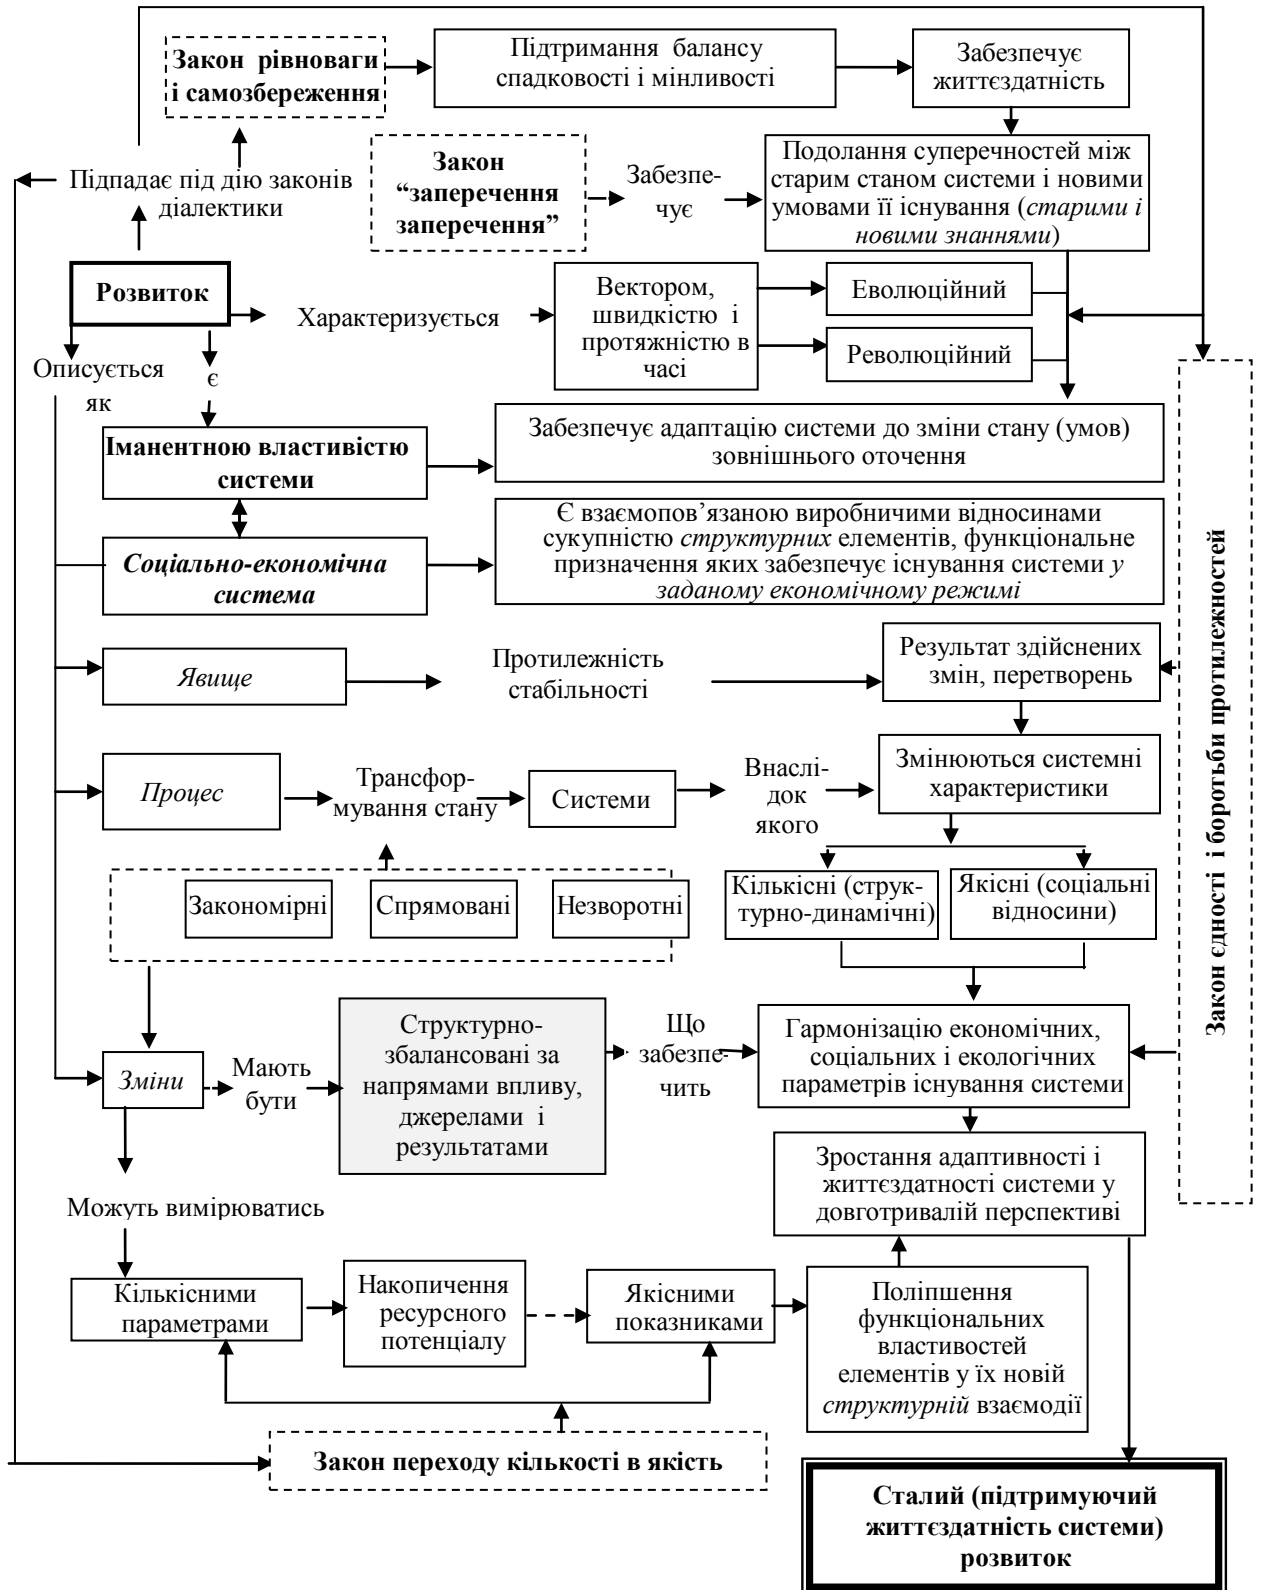 Закон рівноваги
і самозбереження
Підтримання балансу
спадковості і мінливості
Забезпечує
життєздатність
Підпадає під дію законів
діалектики
Закон
“заперечення
заперечення”
Забезпе-
чує
Подолання суперечностей між
старим станом системи і новими
умовами її існування (старими і
новими знаннями)
Розвиток
Характеризується
Вектором,
швидкістю і
протяжністю в
часі
Еволюційний
Революційний
Описується
як
є
Іманентною властивістю
системи
Забезпечує адаптацію системи до зміни стану (умов)
зовнішнього оточення
Соціально-економічна
система
Є взаємопов’язаною виробничими відносинами
сукупністю структурних елементів, функціональне
призначення яких забезпечує існування системи у
заданому економічному режимі
Закон єдності і боротьби протилежностей
Явище
Протилежність
стабільності
Результат здійснених
змін, перетворень
Процес
Трансфор-
мування стану
Системи
Внаслі-
док
якого
Змінюються системні
характеристики
Закономірні
Спрямовані
Незворотні
Кількісні (струк-
турно-динамічні)
Якісні (соціальні
відносини)
Зміни
Мають
бути
Структурно-
збалансовані за
напрямами впливу,
джерелами і
результатами
Що
забезпе-
чить
Гармонізацію економічних,
соціальних і екологічних
параметрів існування системи
Зростання адаптивності і
життєздатності системи у
довготривалій перспективі
Можуть вимірюватись
Кількісними
параметрами
Накопичення
ресурсного
потенціалу
Якісними
показниками
Поліпшення
функціональних
властивостей
елементів у їх новій
структурній взаємодії
Закон переходу кількості в якість
Сталий (підтримуючий
життєздатність системи)
розвиток